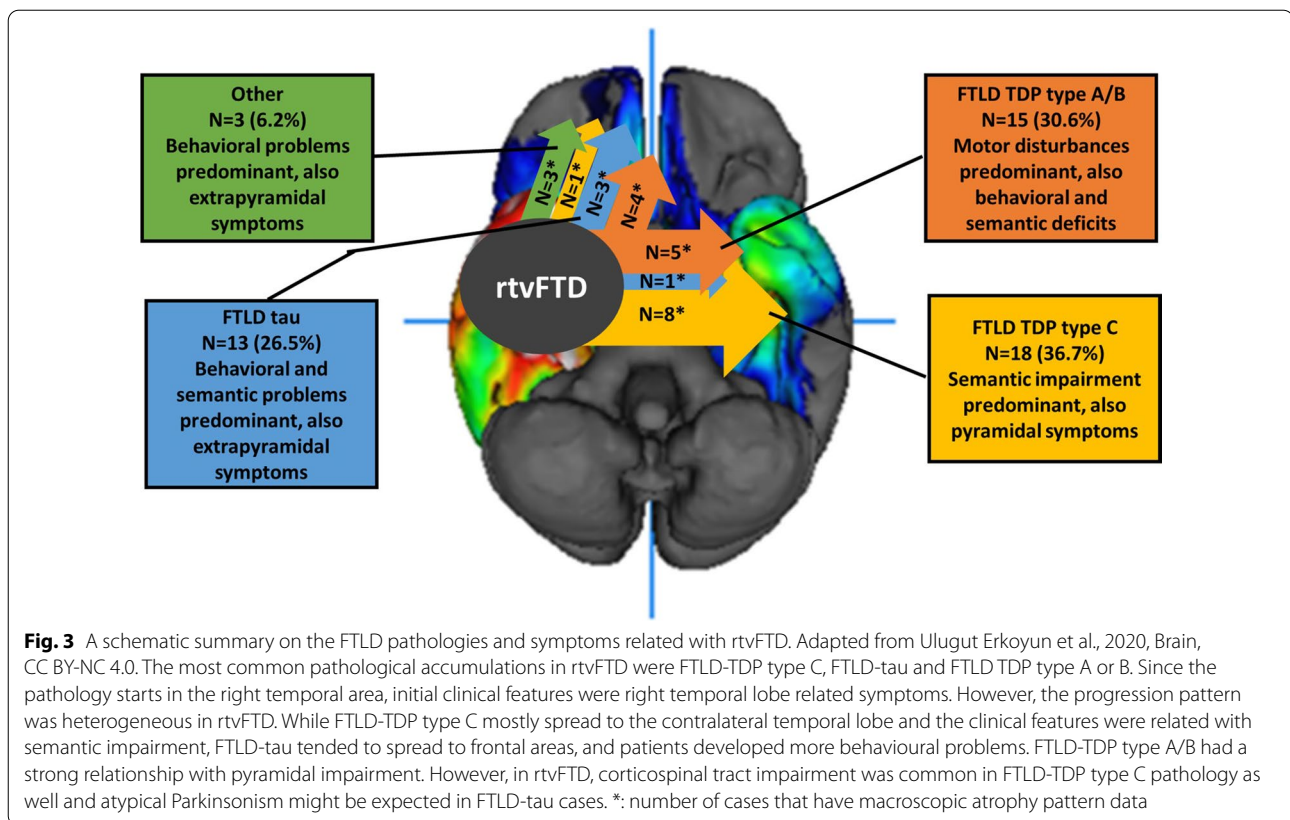 Other
N=3 (6.2%)
Behavioral problems
predominant, also
extrapyramidal
symptoms
FTLD tau
N=13 (26.5%)
Behavioral and
semantic problems
predominant, also
extrapyramidal
symptoms
N=3*
N=1*
N=3*
N=4*
N=5*
N=1*
N=8*
rtvFTD
FTLD TDP type A/B
N=15 (30.6%)
Motor disturbances
predominant, also
behavioral and
semantic deficits
FTLD TDP type C
N=18 (36.7%)
Semantic impairment
predominant, also
pyramidal symptoms
Fig. 3 A schematic summary on the FTLD pathologies and symptoms related with rtvFTD. Adapted from Ulugut Erkoyun et al., 2020, Brain,
CC BY-NC 4.0. The most common pathological accumulations in rtvFTD were FTLD-TDP type C, FTLD-tau and FTLD TDP type A or B. Since the
pathology starts in the right temporal area, initial clinical features were right temporal lobe related symptoms. However, the progression pattern
was heterogeneous in rtvFTD. While FTLD-TDP type C mostly spread to the contralateral temporal lobe and the clinical features were related with
semantic impairment, FTLD-tau tended to spread to frontal areas, and patients developed more behavioural problems. FTLD-TDP type A/B had a
strong relationship with pyramidal impairment. However, in rtvFTD, corticospinal tract impairment was common in FTLD-TDP type C pathology as
well and atypical Parkinsonism might be expected in FTLD-tau cases. *: number of cases that have macroscopic atrophy pattern data